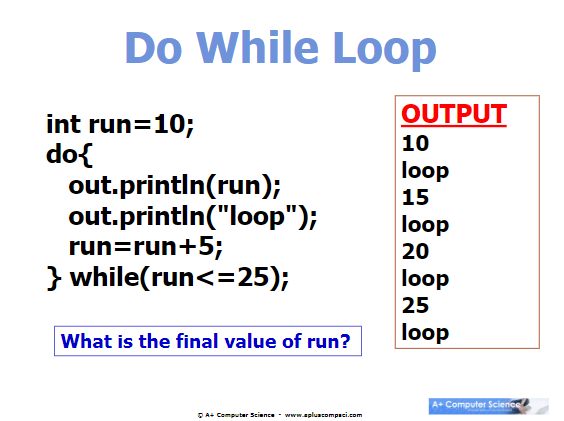 Do While Loop
int run=10;
do{
out.println(run);
out.println("loop");
run=run+5;
} while(run<=25);
What is the final value of run?
OUTPUT
10
loop
15
loop
20
loop
25
loop
© A+ Computer Science - www.apluscompsci.com
A+ Computer Science